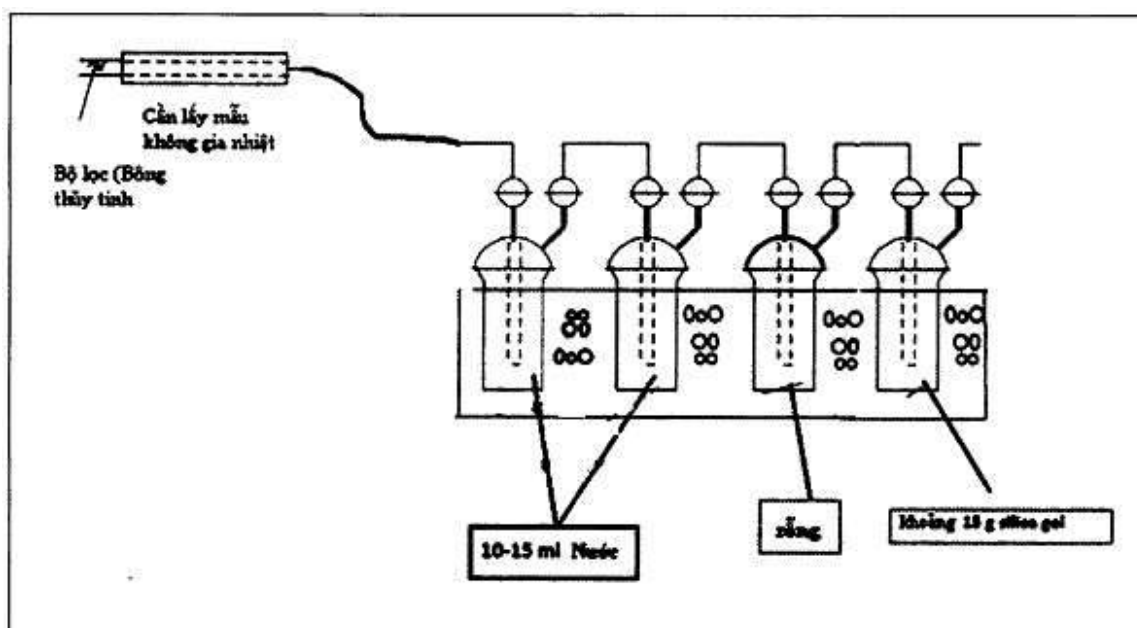 Cần lấy mẫu
không gia nhiệt
Bộ lọc (Bông
thủy tinh
10-15 ml Nước
rỗng
khoảng 15 g silica gel